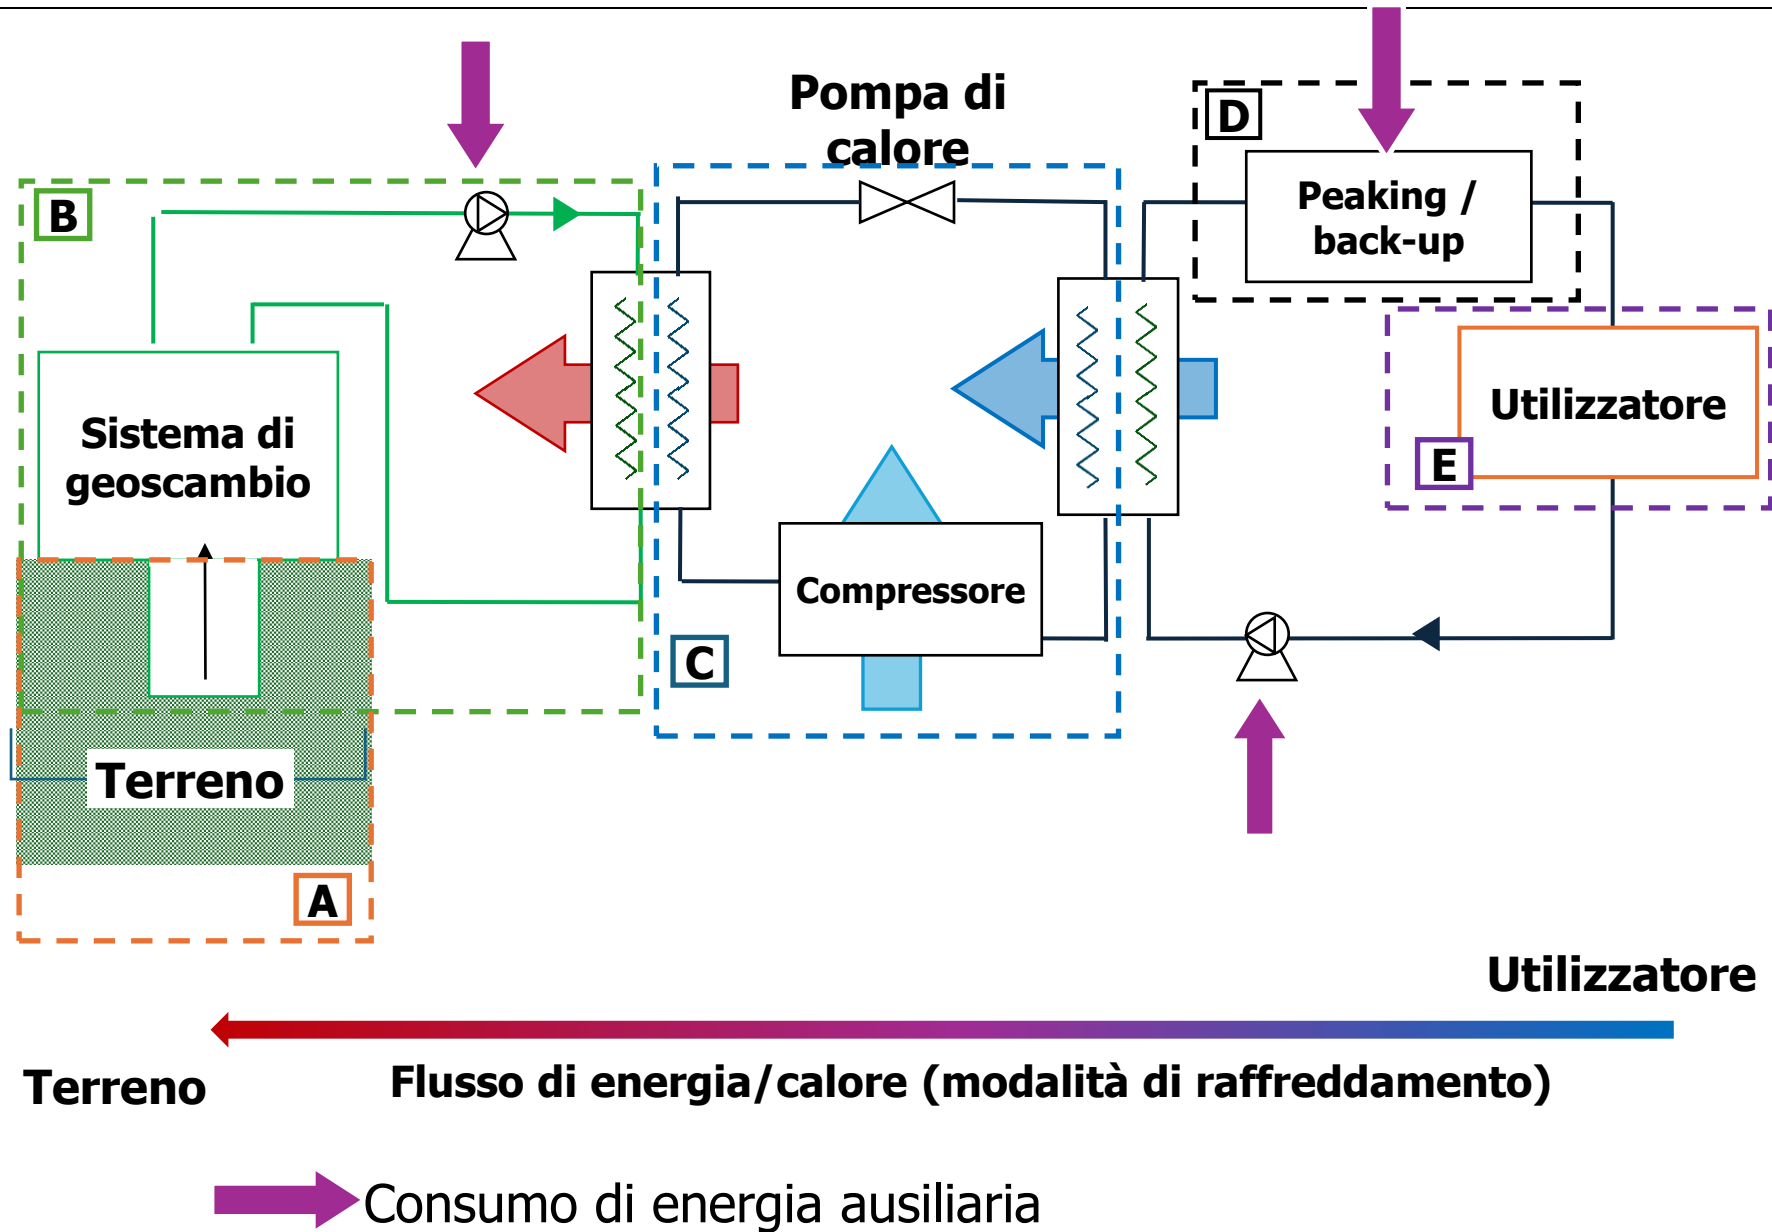 Pompa di
calore
D
Peaking /
back-up
B
Utilizzatore
E
Sistema di
geoscambio
Compressore
C
Terreno
A
Utilizzatore
Terreno
Flusso di energia/calore (modalità di raffreddamento)
Consumo di energia ausiliaria